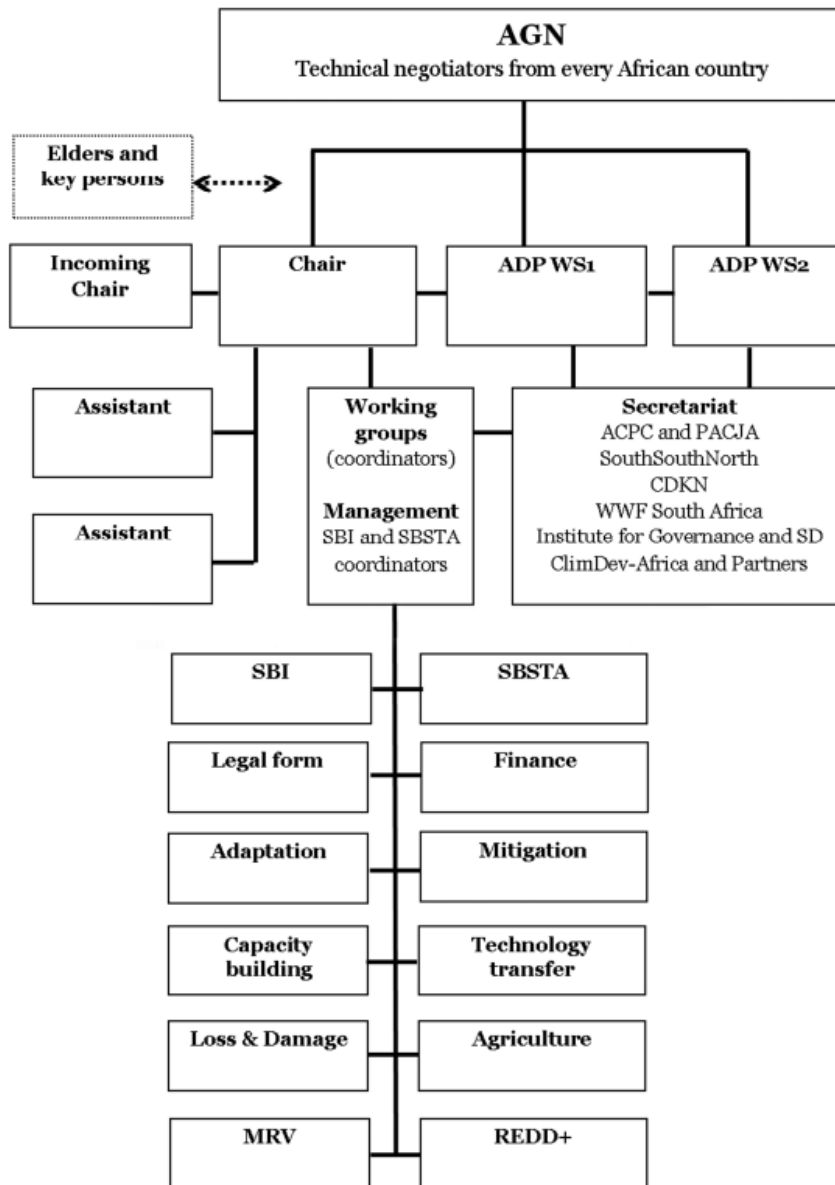 AGN
Technical negotiators from every African country
Elders and
key persons
Incoming
Chair
Chair
ADP WS1
ADP WS2
Assistant
Assistant
Working
groups
(coordinators)
Management
SBI and SBSTA
coordinators
Secretariat
ACPC and PACJA
SouthSouthNorth
CDKN
WWF South Africa
Institute for Governance and SD
ClimDev-Africa and Partners
SBI
SBSTA
Legal form
Finance
Adaptation
Mitigation
Capacity
building
Technology
transfer
Loss & Damage
Agriculture
MRV
REDD+